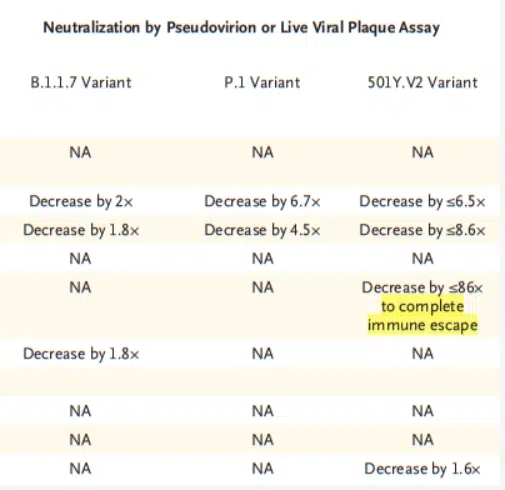 Neutralization by Pseudovirion or Live Viral Plaque Assay
B.1.1.7 Variant P.1 Variant 501Y.V2 Variant
NA NA NA
Decrease by 2× Decrease by 6.7× Decrease by ≤6.5×
Decrease by 1.8× Decrease by 4.5× Decrease by ≤8.6×
NA NA NA
NA NA Decrease by ≤86×
to complete
immune escape
Decrease by 1.8× NA NA
NA NA NA
NA NA NA
NA NA Decrease by 1.6×